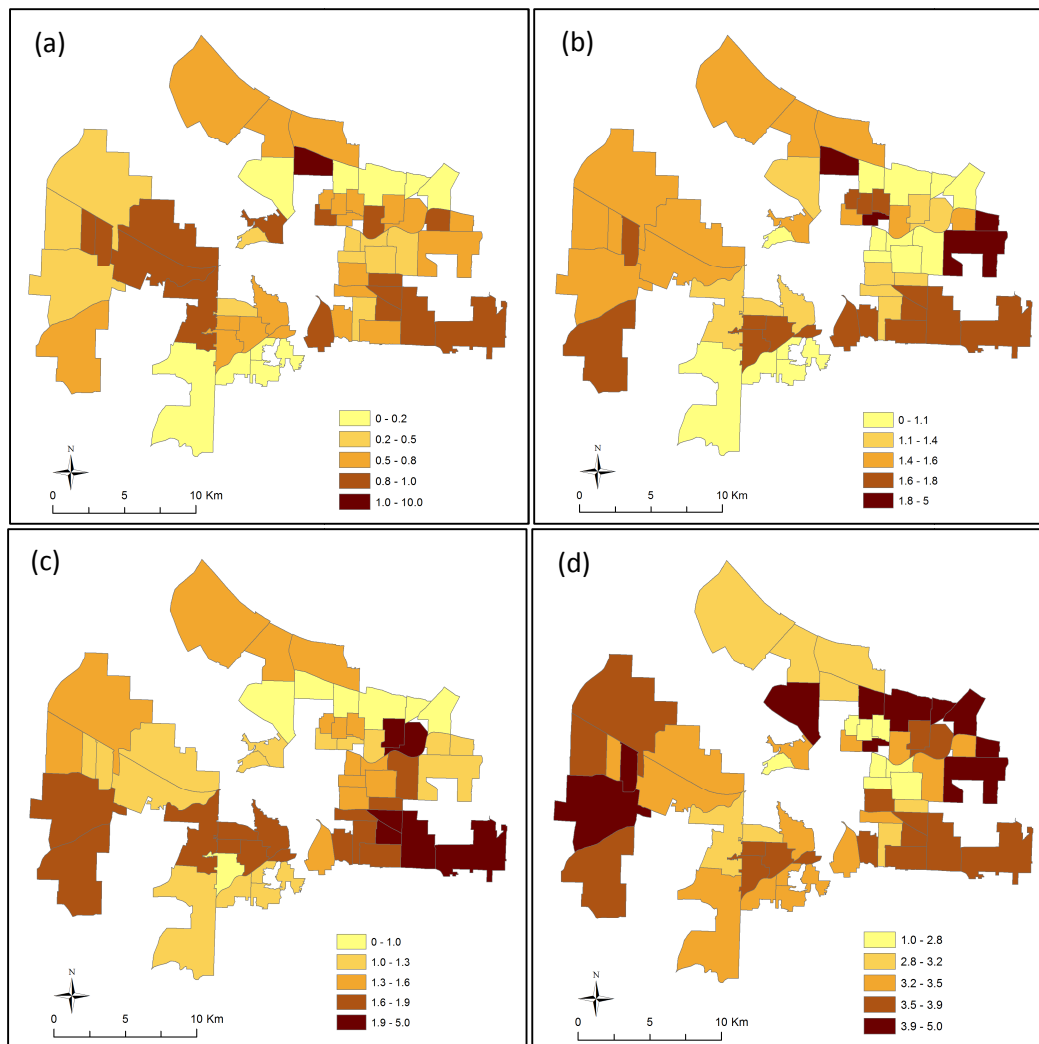 (a)
N
0 5 10 Km
0 - 0.2
0.2 - 0.5
0.5 - 0.8
0.8 - 1.0
1.0 - 10.0
(b)
N
0 5 10 Km
0 - 1.1
1.1 - 1.4
1.4 - 1.6
1.6 - 1.8
1.8 - 5
(c)
N
0 5 10 Km
0 - 1.0
1.0 - 1.3
1.3 - 1.6
1.6 - 1.9
1.9 - 5.0
(d)
N
0 5 10 Km
1.0 - 2.8
2.8 - 3.2
3.2 - 3.5
3.5 - 3.9
3.9 - 5.0